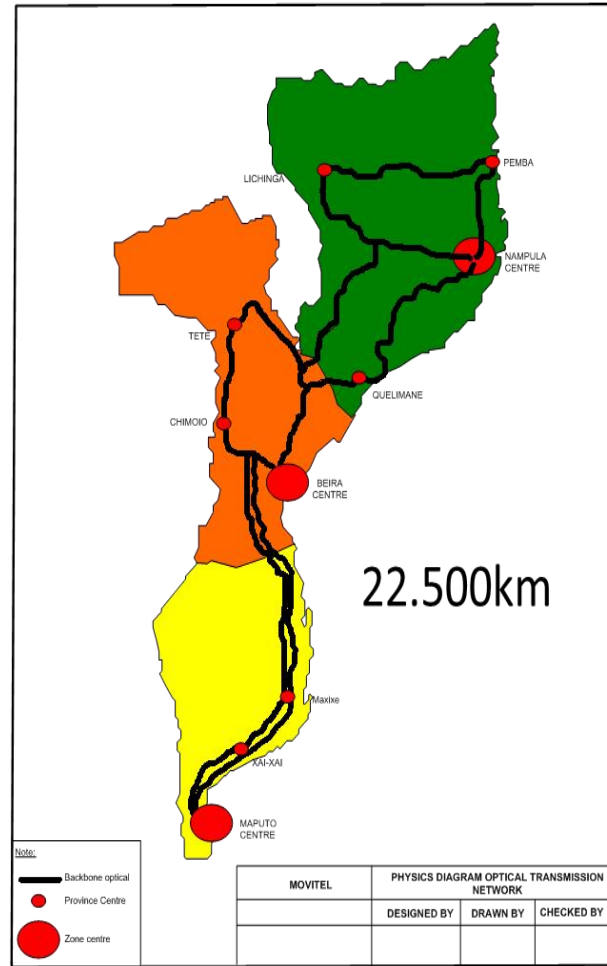 LICHINGA
PEMBA
NAMPULA
CENTRE
TETE
QUELIMANE
CHIMOIO
BEIRA
CENTRE
22.500km
Maxixe
XAI-XAI
MAPUTO
CENTRE
Note:
Backbone optical
Province Centre
Zone centre
MOVITEL
PHYSICS DIAGRAM OPTICAL TRANSMISSION
NETWORK
DESIGNED BY
DRAWN BY
CHECKED BY